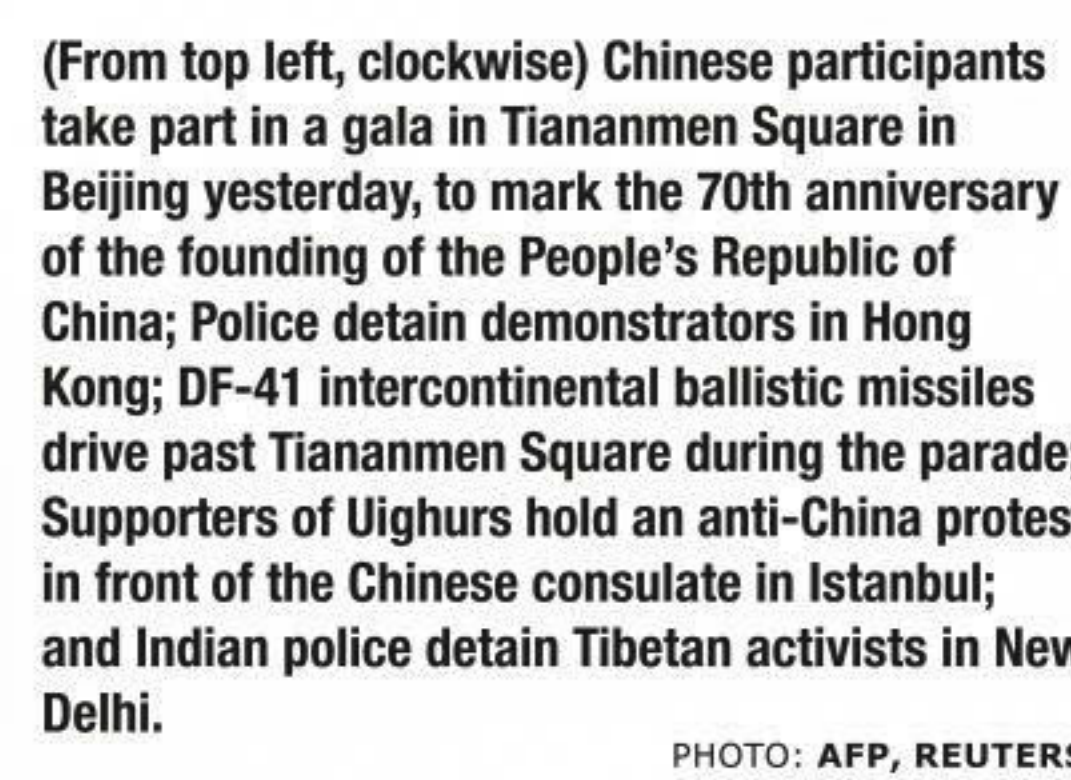 (From top left, clockwise) Chinese participants
take part in a gala in Tiananmen Square in
Beijing yesterday, to mark the 70th anniversary
of the founding of the People’s Republic of
China; Police detain demonstrators in Hong
Kong; DF-41 intercontinental ballistic missiles
drive past Tiananmen Square during the parade;
Supporters of Uighurs hold an anti-China protes
in front of the Chinese consulate in Istanbul;
and Indian police detain Tibetan activists in New
Delhi.
PHOTO: AFP, REUTERS